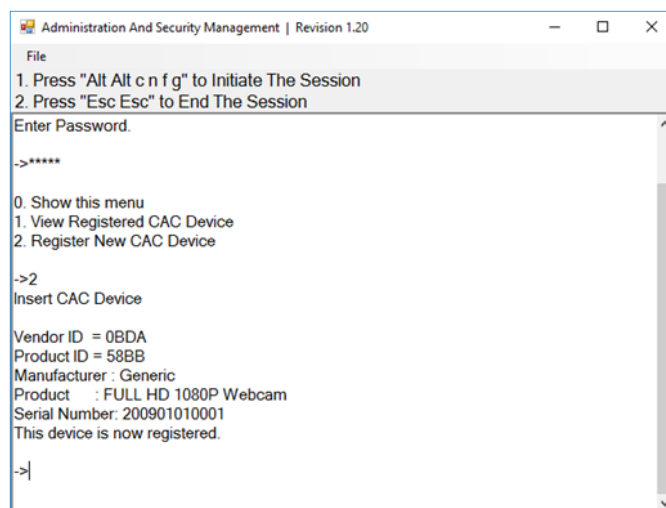 Administration And Security Management | Revision 1.20
File
1. Press "Alt Alt c n f g" to Initiate The Session
2. Press "Esc Esc" to End The Session
Enter Password.
->*****
0. Show this menu
1. View Registered CAC Device
2. Register New CAC Device
->2
Insert CAC Device
Vendor ID  = 0BDA
Product ID = 58BB
Manufacturer : Generic
Product      : FULL HD 1080P Webcam
Serial Number: 200901010001
This device is now registered.
->